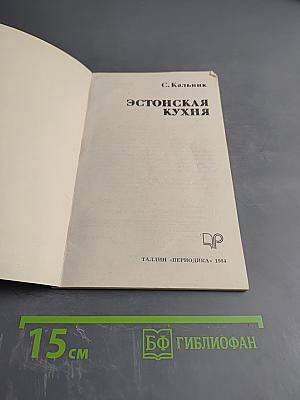 С. Кальник
ЭСТОНСКАЯ
КУХНЯ
ТАЛЛИН «ПЕРИОДИКА» 1984
15 см
БФ ГИБЛИОФАН